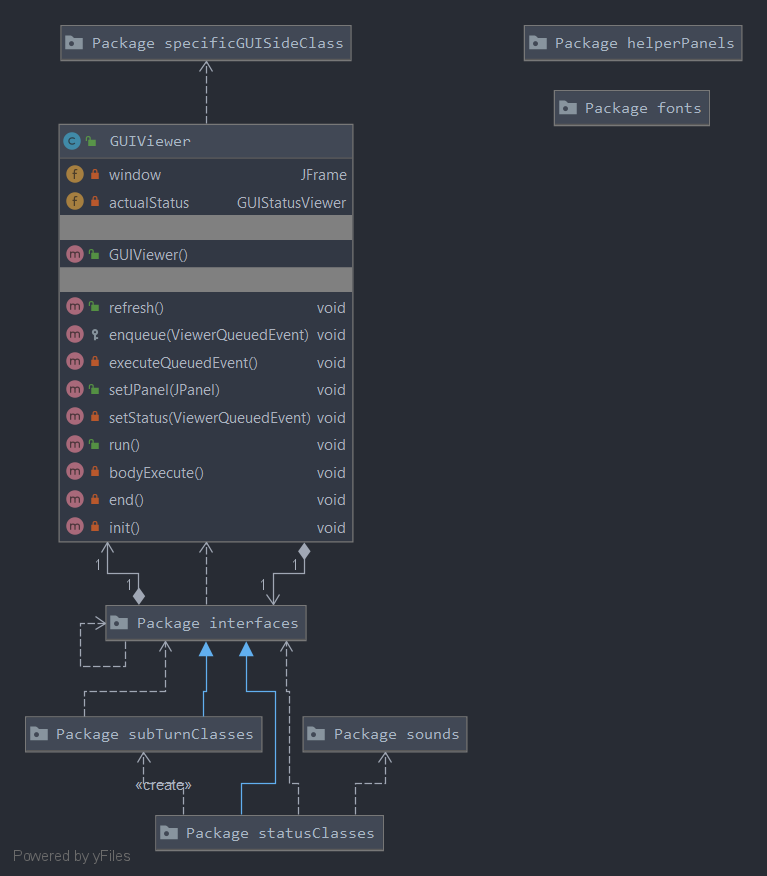 Package specificGUISideClass
Package helperPanels
Package fonts
C GUIViewer
f window JFrame
f actualStatus GUIStatusViewer
m GUIViewer()
m refresh() void
m enqueue(ViewerQueuedEvent) void
m executeQueuedEvent() void
m setJPanel(JPanel) void
m setStatus(ViewerQueuedEvent) void
m run() void
m bodyExecute() void
m end() void
m init() void
1 1
1 1
Package interfaces
Package subTurnClasses
Package sounds
«create»
Package statusClasses
Powered by yFiles